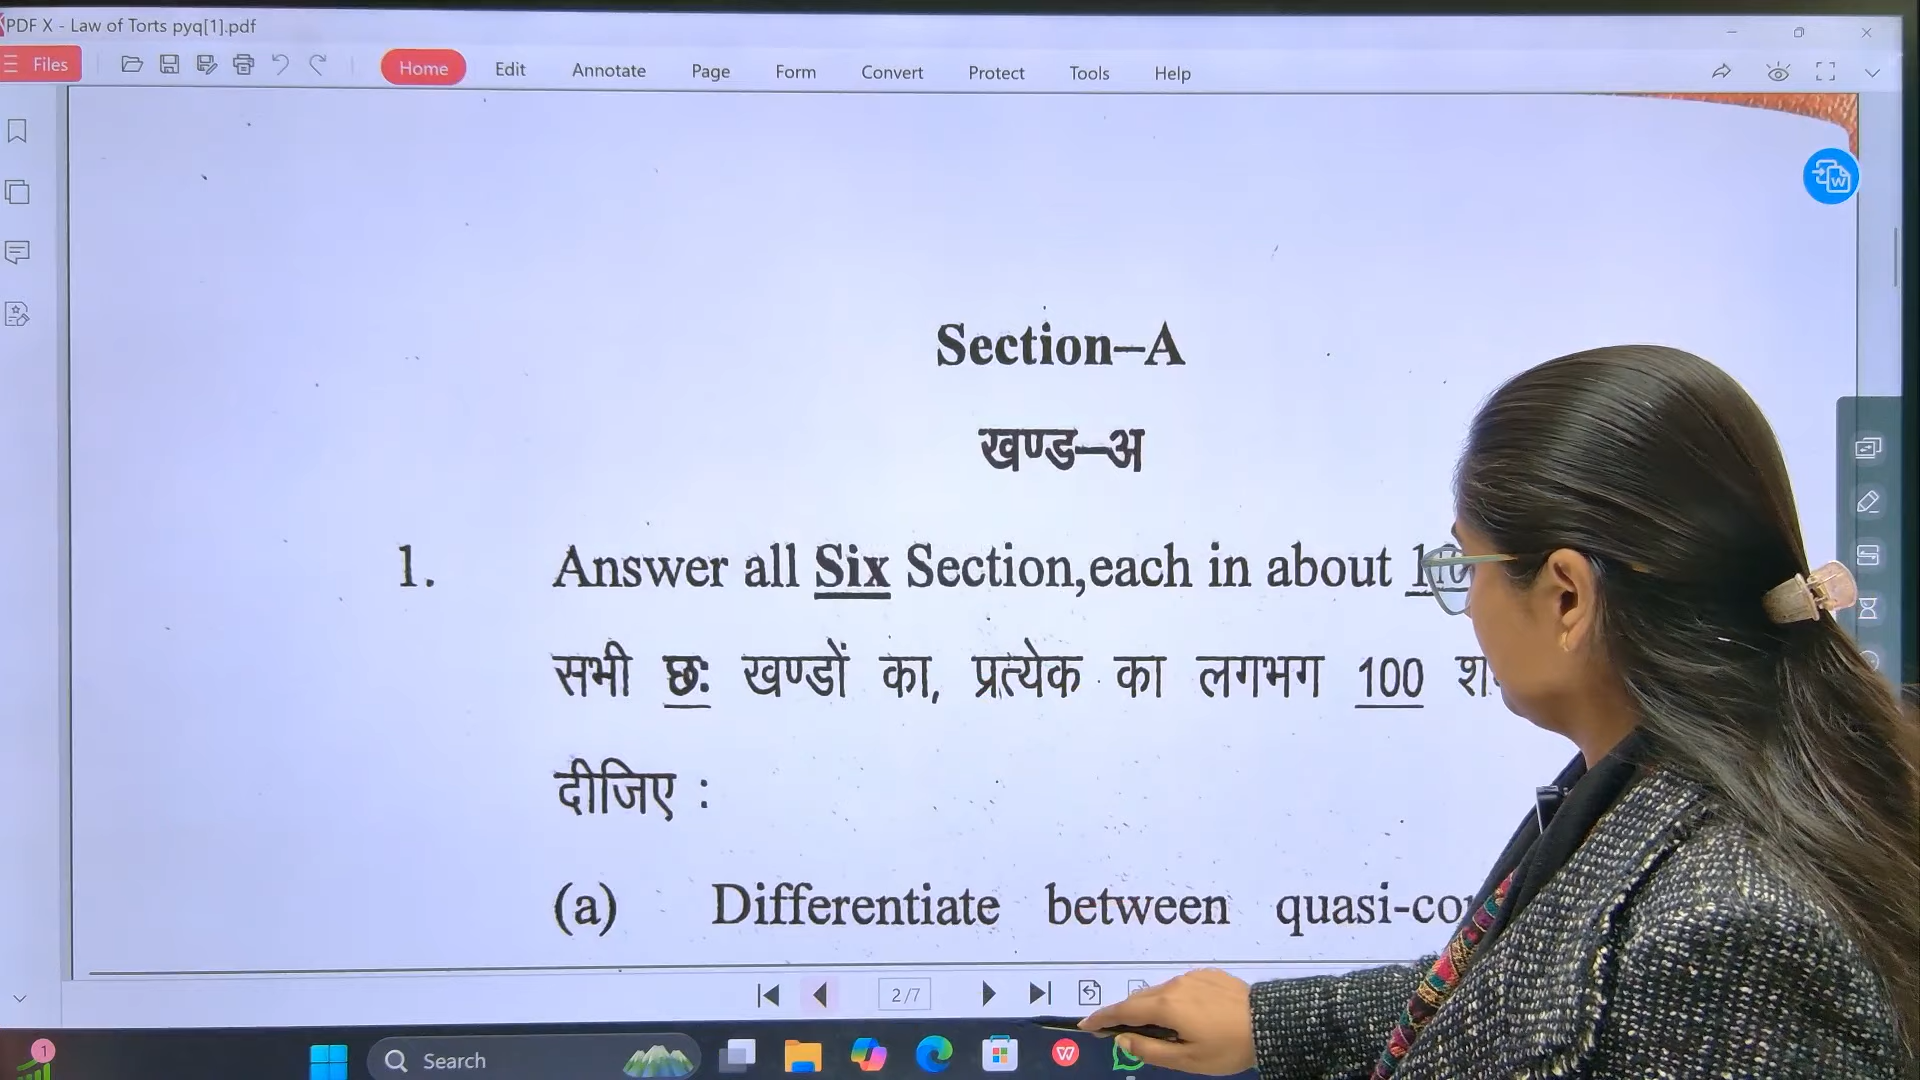 PDF X - Law of Torts pyq[1].pdf
Files Home Edit Annotate Page Form Convert Protect Tools Help
Section–A
खण्ड–अ
1. Answer all Six Section,each in about
सभी छः खण्डों का, प्रत्येक का लगभग 100
दीजिए :
(a) Differentiate between
2/7
1
Search